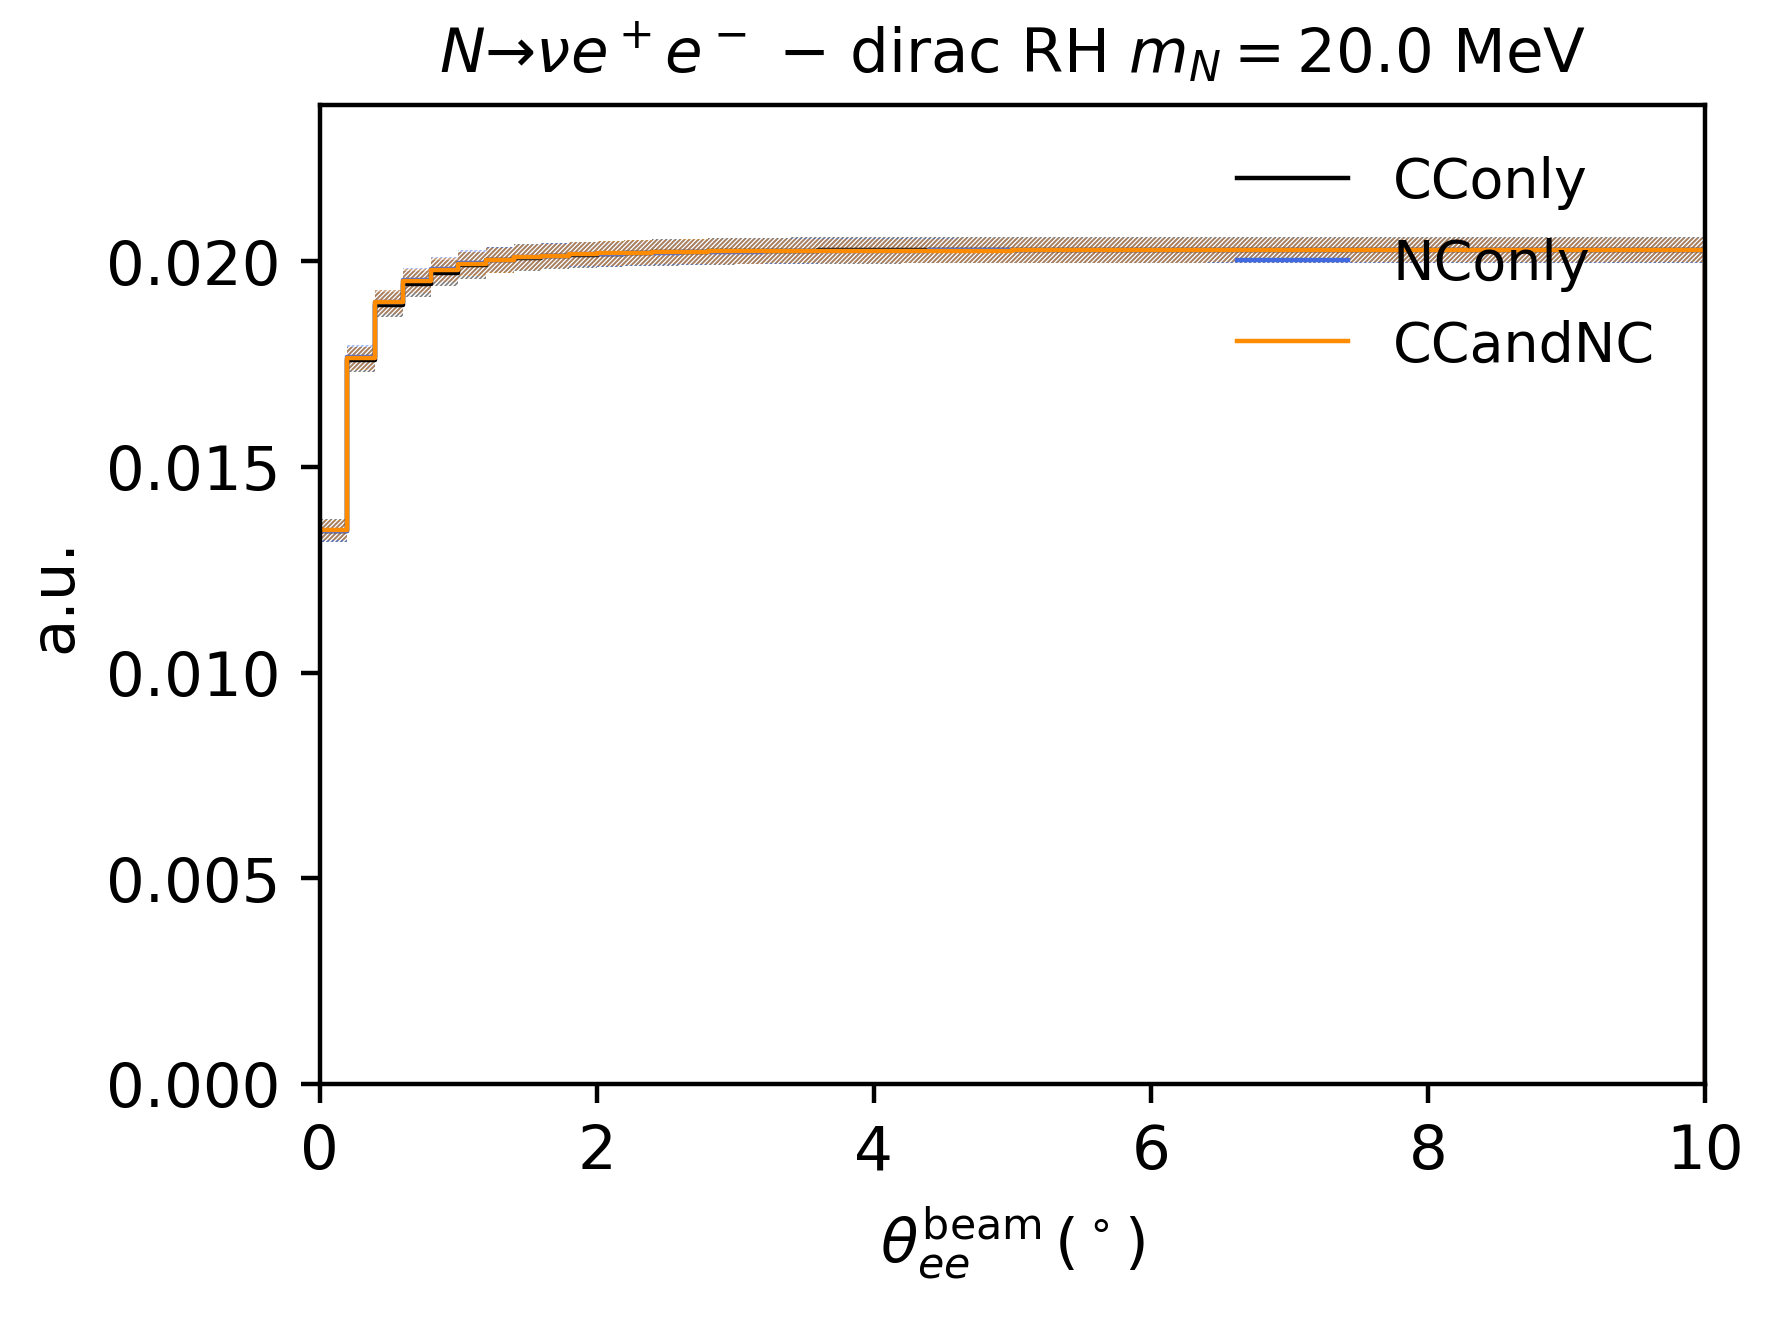 N→νe⁺e⁻ − dirac RH m_N = 20.0 MeV
CConly
NConly
CCandNC
0.020
0.015
0.010
0.005
0.000
a.u.
0 2 4 6 8 10
θ_ee^beam (°)